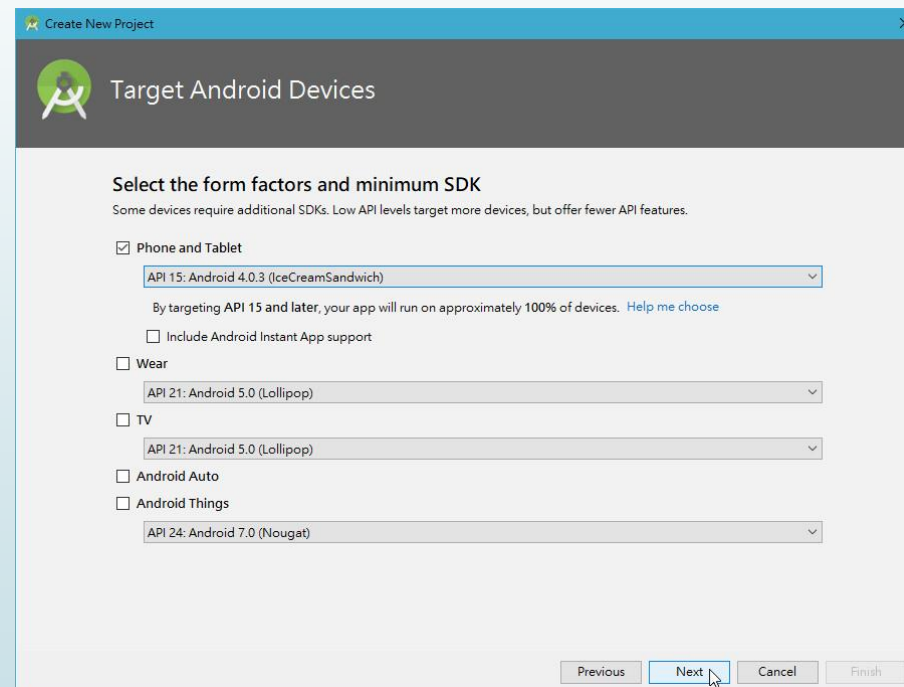 Create New Project
Target Android Devices
Select the form factors and minimum SDK
Some devices require additional SDKs. Low API levels target more devices, but offer fewer API features.
Phone and Tablet
API 15: Android 4.0.3 (IceCreamSandwich)
By targeting API 15 and later, your app will run on approximately 100% of devices. Help me choose
Include Android Instant App support
Wear
API 21: Android 5.0 (Lollipop)
TV
API 21: Android 5.0 (Lollipop)
Android Auto
Android Things
API 24: Android 7.0 (Nougat)
Previous Next Cancel Finish